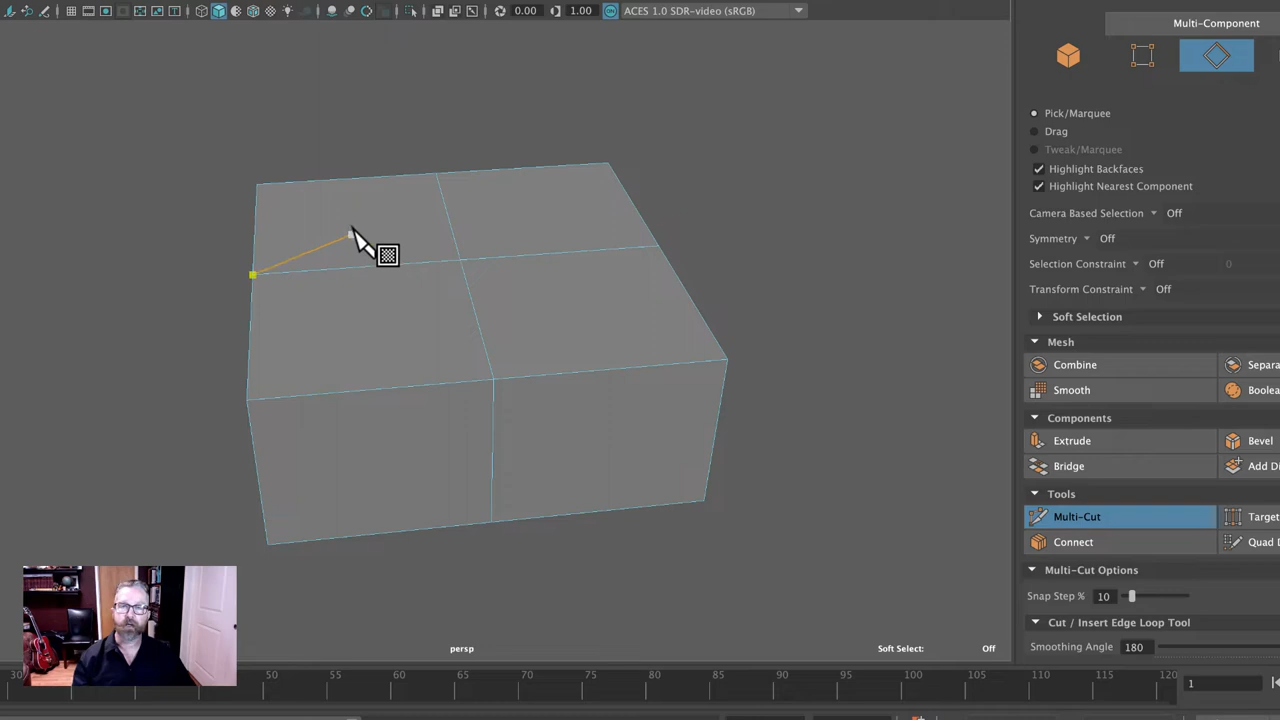 0.00
1.00
ON
ACES 1.0 SDR-video (sRGB)
Multi-Component
Pick/Marquee
Drag
Tweak/Marquee
Highlight Backfaces
Highlight Nearest Component
Camera Based Selection Off
Symmetry Off
Selection Constraint Off 0
Transform Constraint Off
Soft Selection
Mesh
Combine Separa
Smooth Boolea
Components
Extrude Bevel
Bridge Add Di
Tools
Multi-Cut Target
Connect Quad D
Multi-Cut Options
Snap Step % 10
Cut / Insert Edge Loop Tool
Smoothing Angle 180
persp
Soft Select: Off
30 50 55 60 65 70 75 80 85 100 105 110 115 120
1